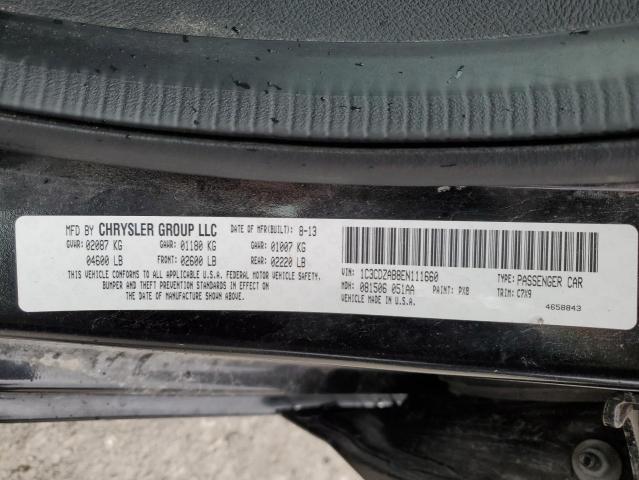 MFD BY CHRYSLER GROUP LLC DATE OF MFR(BUILT): 8-13
GVWR: 02087 KG GAWR: 01180 KG GAWR: 01007 KG
04600 LB FRONT: 02600 LB REAR: 02220 LB
THIS VEHICLE CONFORMS TO ALL APPLICABLE U.S.A. FEDERAL MOTOR VEHICLE SAFETY,
BUMPER AND THEFT PREVENTION STANDARDS IN EFFECT ON
THE DATE OF MANUFACTURE SHOWN ABOVE.
VIN: 1C3CDZAB8EN111660 TYPE: PASSENGER CAR
MDH: 081506 051AA PAINT: PX8 TRIM: C7X9
VEHICLE MADE IN U.S.A. 4658843